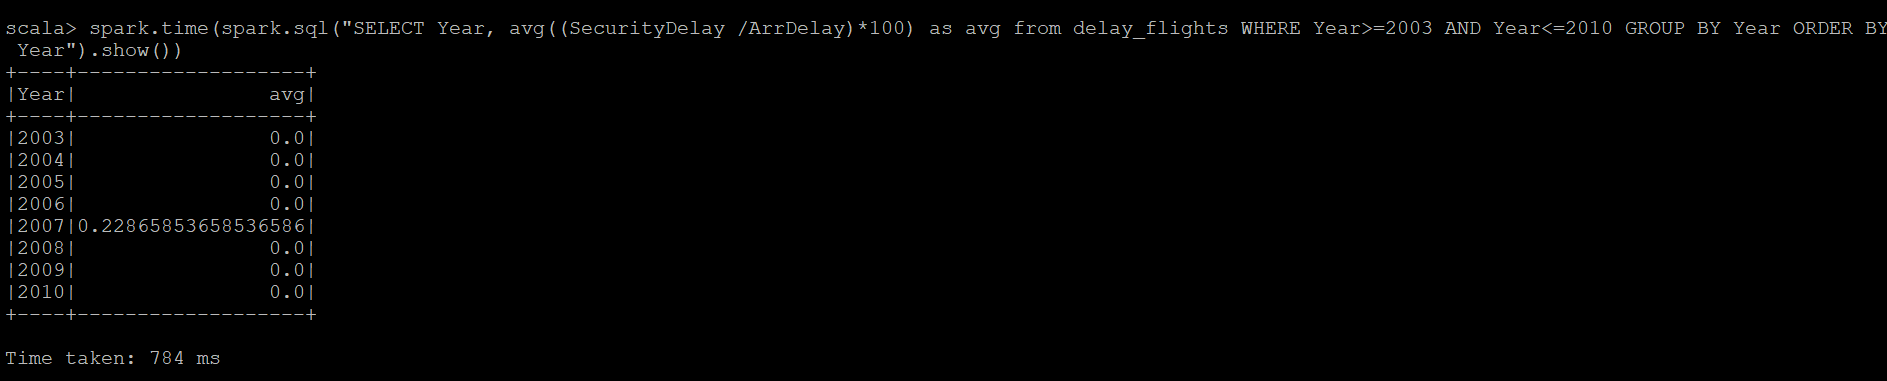 scala> spark.time(spark.sql("SELECT Year, avg((SecurityDelay /ArrDelay)*100) as avg from delay_flights WHERE Year>=2003 AND Year<=2010 GROUP BY Year ORDER BY
 Year").show())
+----+-------------------+
|Year|                avg|
+----+-------------------+
|2003|                0.0|
|2004|                0.0|
|2005|                0.0|
|2006|                0.0|
|2007|0.22865853658536586|
|2008|                0.0|
|2009|                0.0|
|2010|                0.0|
+----+-------------------+
Time taken: 784 ms